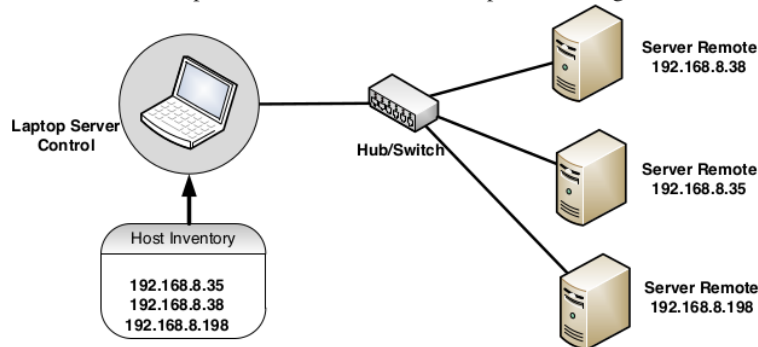 Server Remote
192.168.8.38
Laptop Server
Control
Hub/Switch
Server Remote
192.168.8.35
Host Inventory
192.168.8.35
192.168.8.38
192.168.8.198
Server Remote
192.168.8.198